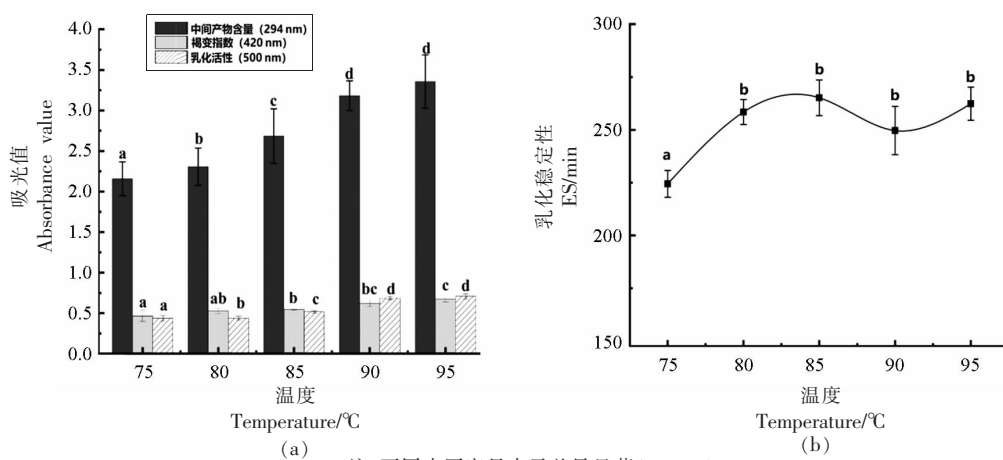 4.0
3.5
3.0
2.5
2.0
1.5
1.0
0.5
0.0
吸光值
Absorbance value
中间产物含量（294 nm）
褐变指数（420 nm）
乳化活性（500 nm）
a
b
c
d
d
a a
ab b
b c
bc d
c d
75 80 85 90 95
温度
Temperature/℃
(a)
300
250
200
150
乳化稳定性
ES/min
a
b
b
b
b
75 80 85 90 95
温度
Temperature/℃
(b)